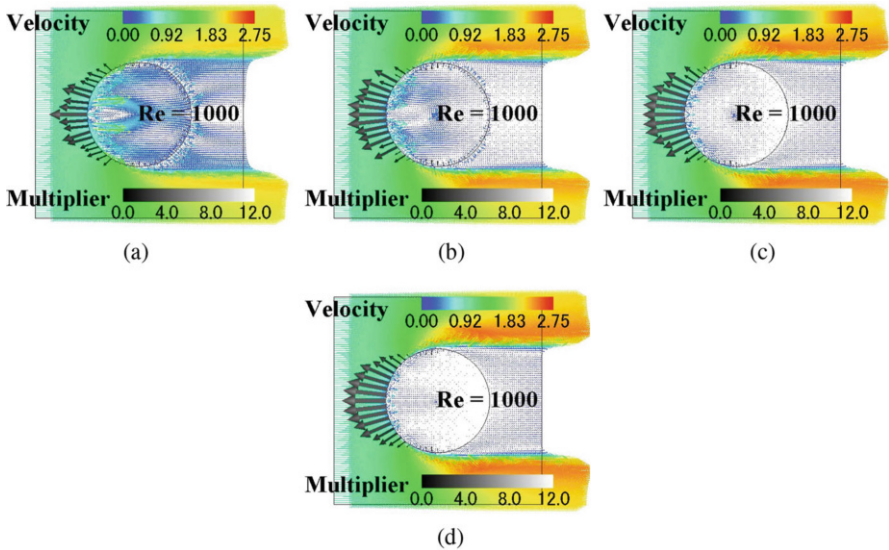 Velocity
0.00 0.92 1.83 2.75
Re = 1000
Multiplier
0.0 4.0 8.0 12.0
(a)
Velocity
0.00 0.92 1.83 2.75
Re = 1000
Multiplier
0.0 4.0 8.0 12.0
(b)
Velocity
0.00 0.92 1.83 2.75
Re = 1000
Multiplier
0.0 4.0 8.0 12.0
(c)
Velocity
0.00 0.92 1.83 2.75
Re = 1000
Multiplier
0.0 4.0 8.0 12.0
(d)